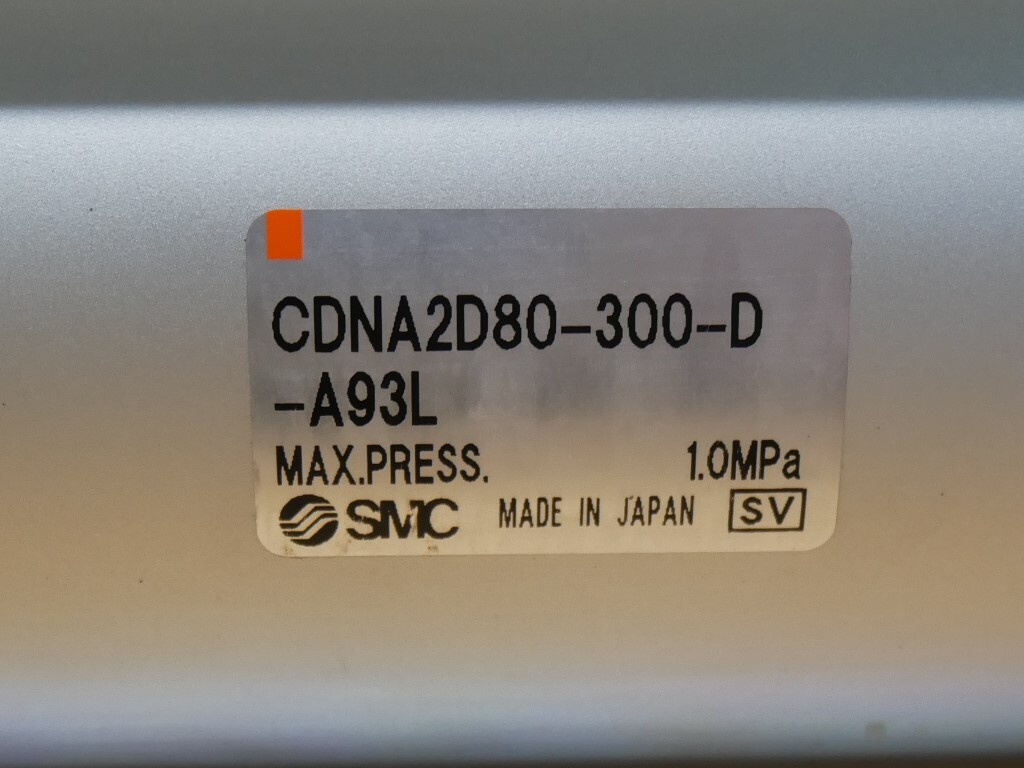 CDNA2D80-300-D
-A93L
MAX.PRESS. 1.0MPa
SMC MADE IN JAPAN SV